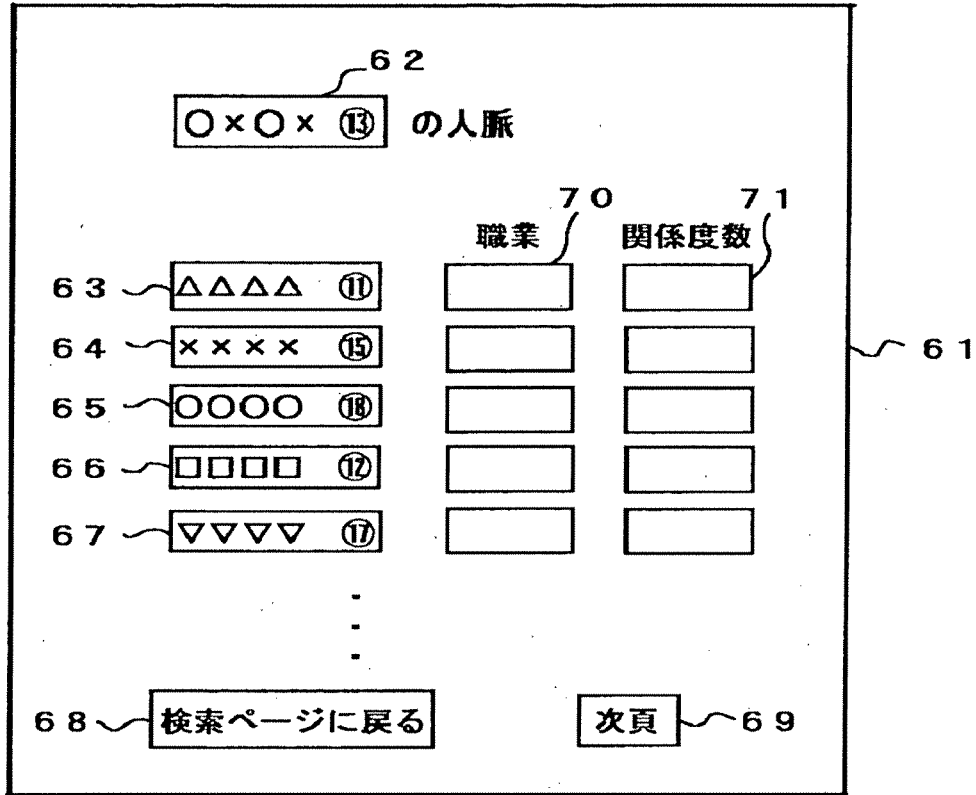 62
○×○× ⑬ の人脈
70 71
職業 関係度数
63 △△△△ ⑪
64 ×××× ⑮ 61
65 ○○○○ ⑱
66 □□□□ ⑫
67 ▽▽▽▽ ⑰
68 検索ページに戻る 次頁 69